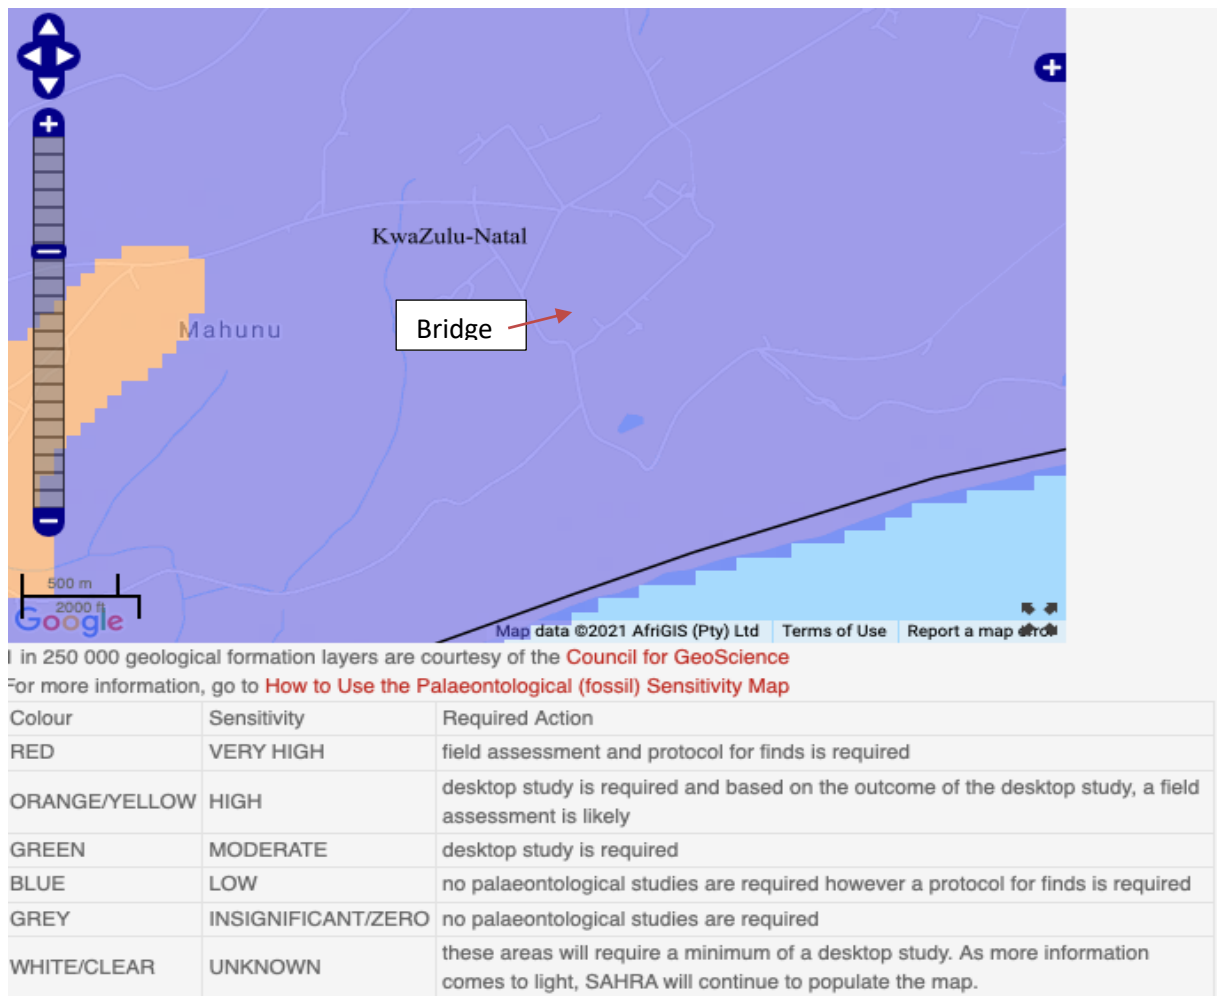 KwaZulu-Natal
Bridge
Mahunu
500 m
2000 ft
Google
Map data ©2021 AfriGIS (Pty) Ltd Terms of Use Report a map error
in 250 000 geological formation layers are courtesy of the Council for GeoScience
For more information, go to How to Use the Palaeontological (fossil) Sensitivity Map
Colour Sensitivity Required Action
RED VERY HIGH field assessment and protocol for finds is required
ORANGE/YELLOW HIGH desktop study is required and based on the outcome of the desktop study, a field
assessment is likely
GREEN MODERATE desktop study is required
BLUE LOW no palaeontological studies are required however a protocol for finds is required
GREY INSIGNIFICANT/ZERO no palaeontological studies are required
WHITE/CLEAR UNKNOWN these areas will require a minimum of a desktop study. As more information
comes to light, SAHRA will continue to populate the map.